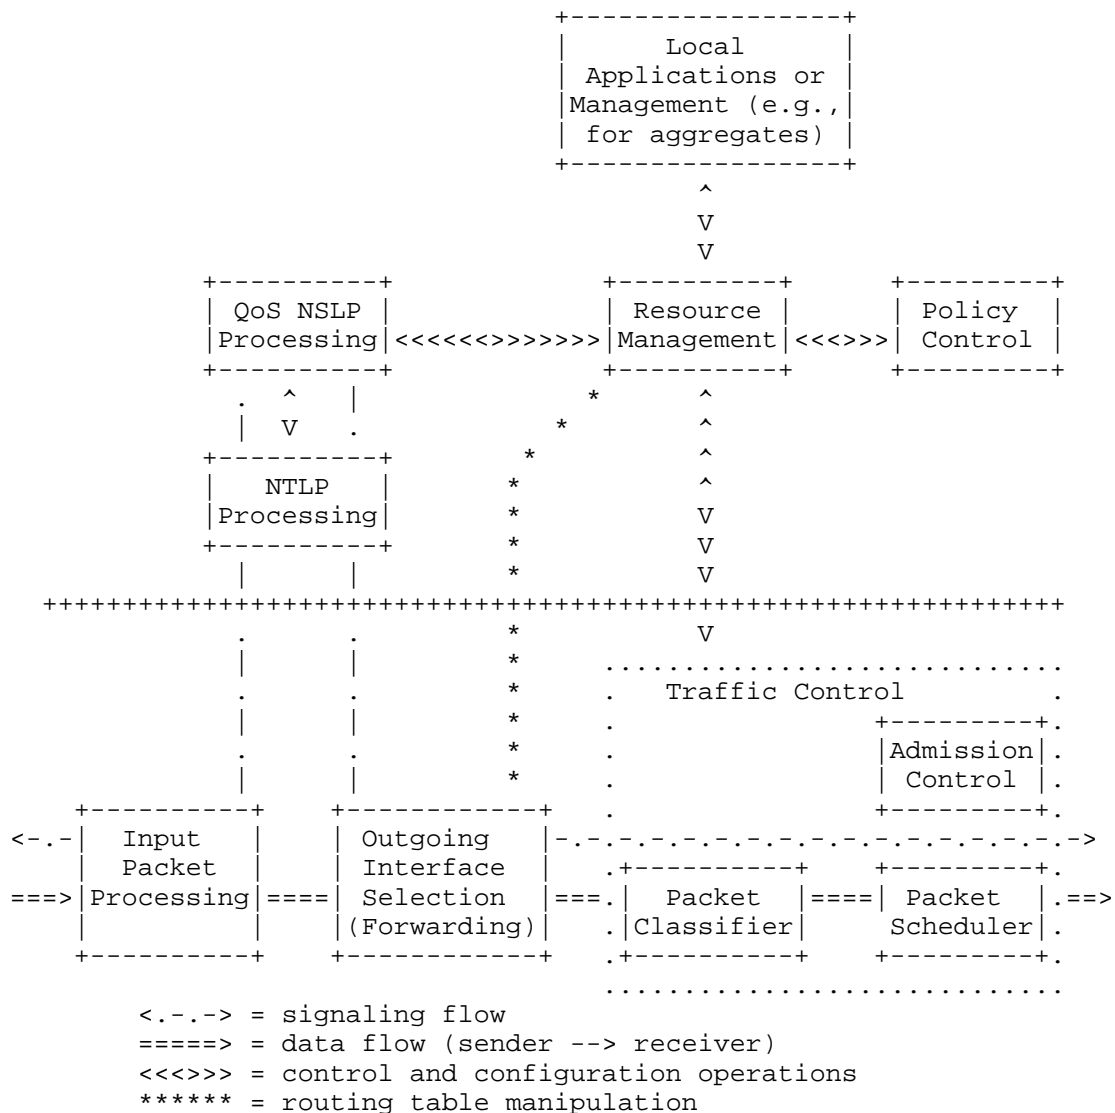 +-----------------+
|      Local      |
| Applications or |
|Management (e.g.,|
| for aggregates) |
+-----------------+
^
V
V
+----------+              +----------+      +---------+
| QoS NSLP |              | Resource |      | Policy  |
|Processing|<<<<<<>>>>>>>|Management|<<<>>>| Control |
+----------+              +----------+      +---------+
.  ^   |              *      ^
|  V   .            *        ^
+----------+        *          ^
|   NTLP   |       *           ^
|Processing|       *           V
+----------+       *           V
|      |         *           V
++++++++++++++++++++++++++++++++++++++++++++++++++++++++++++++++
.      .         *           V
|      |         *     .............................
.      .         *     .   Traffic Control         .
|      |         *     .                +---------+.
.      .         *     .                |Admission|.
|      |         *     .                | Control |.
+----------+    +------------+    .                +---------+.
<-.-|  Input   |    | Outgoing   |-.-.-.-.-.-.-.-.-.-.-.-.-.-.-.-.->
|  Packet  |    | Interface  |   .+----------+    +---------+.
===>|Processing|====| Selection  |===.|  Packet  |====| Packet  |.==>
|          |    |(Forwarding)|   .|Classifier|     Scheduler|.
+----------+    +------------+   .+----------+    +---------+.
.............................
<.-.-> = signaling flow
=====> = data flow (sender --> receiver)
<<<>>> = control and configuration operations
****** = routing table manipulation